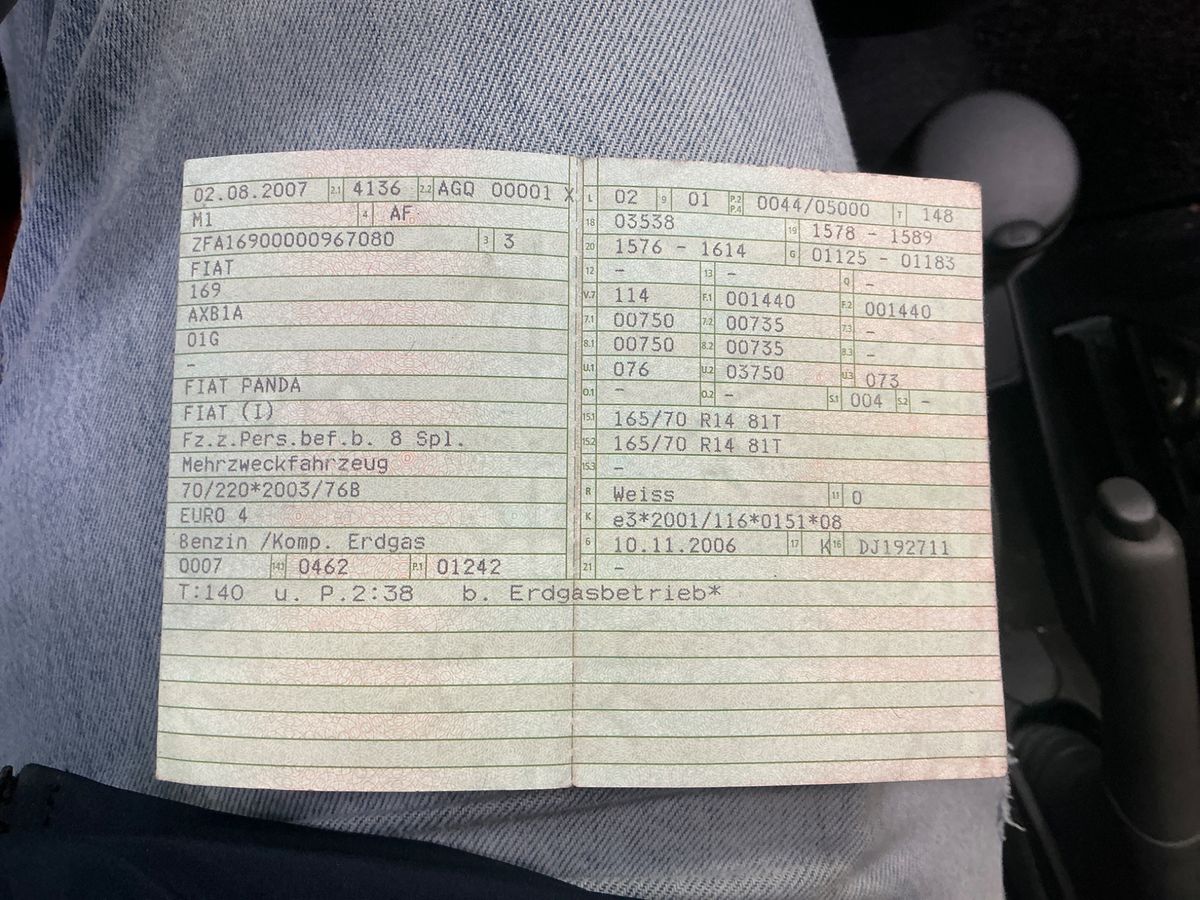 02.08.2007 2.1 4136 2.2 AGQ 00001 X
M1 4 AF
ZFA16900000967080 3 3
FIAT
169
AXB1A
01G
-
FIAT PANDA
FIAT (I)
Fz.z.Pers.bef.b. 8 Spl.
Mehrzweckfahrzeug
70/220*2003/76B
EURO 4
Benzin /Komp. Erdgas
0007 14.1 0462 P.1 01242
L 02 9 01 P.2 P.4 0044/05000 T 148
18 03538 19 1578 - 1589
20 1576 - 1614 G 01125 - 01183
12 - 13 - Q -
V.7 114 F.1 001440 F.2 001440
7.1 00750 7.2 00735 7.3 -
8.1 00750 8.2 00735 8.3 -
U.1 076 U.2 03750 U.3 073
O.1 - O.2 - S.1 004 S.2 -
15.1 165/70 R14 81T
15.2 165/70 R14 81T
15.3 -
R Weiss 11 0
K e3*2001/116*0151*08
6 10.11.2006 17 K 16 DJ192711
21 -
T:140 u. P.2:38 b. Erdgasbetrieb*